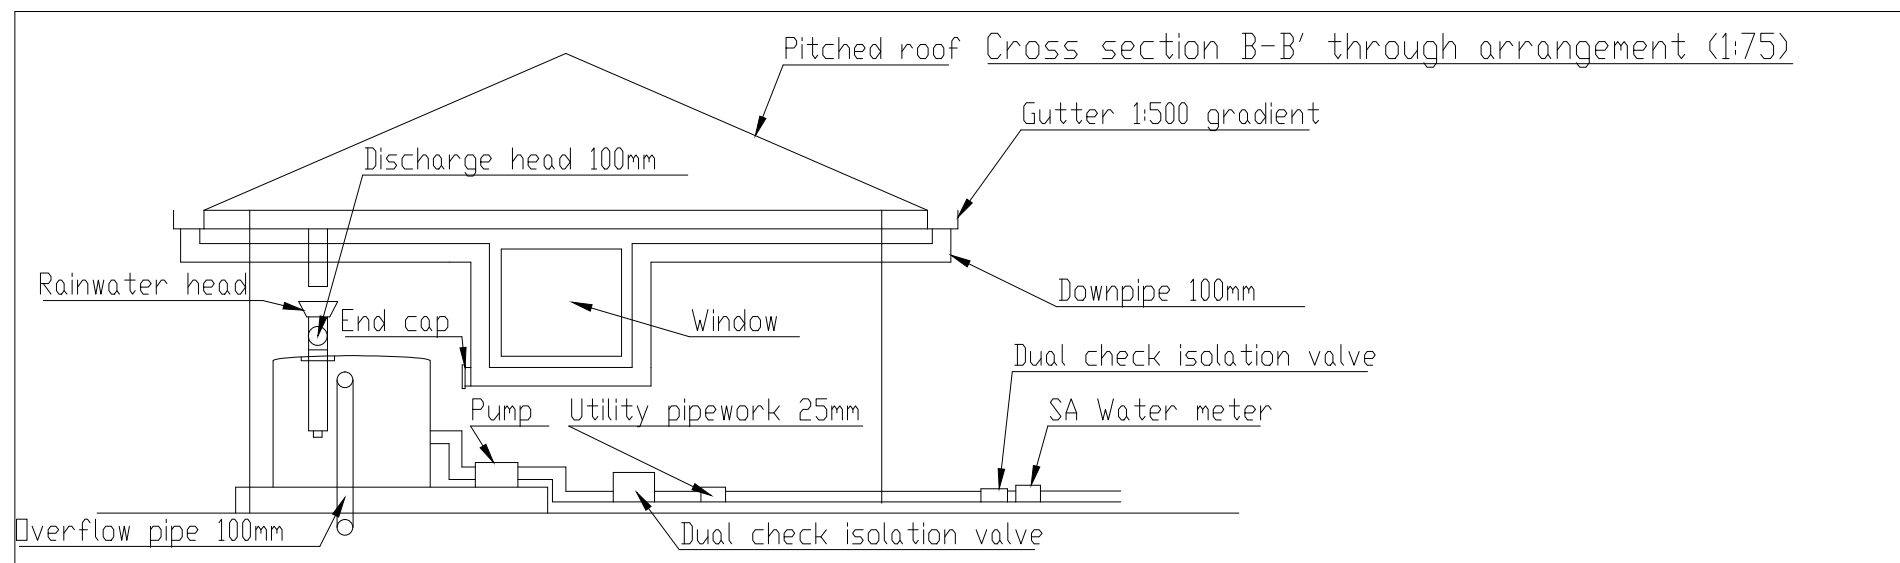 Pitched roof
Cross section B-B' through arrangement (1:75)
Gutter 1:500 gradient
Discharge head 100mm
Rainwater head
Downpipe 100mm
End cap
Window
Dual check isolation valve
Pump
Utility pipework 25mm
SA Water meter
Overflow pipe 100mm
Dual check isolation valve